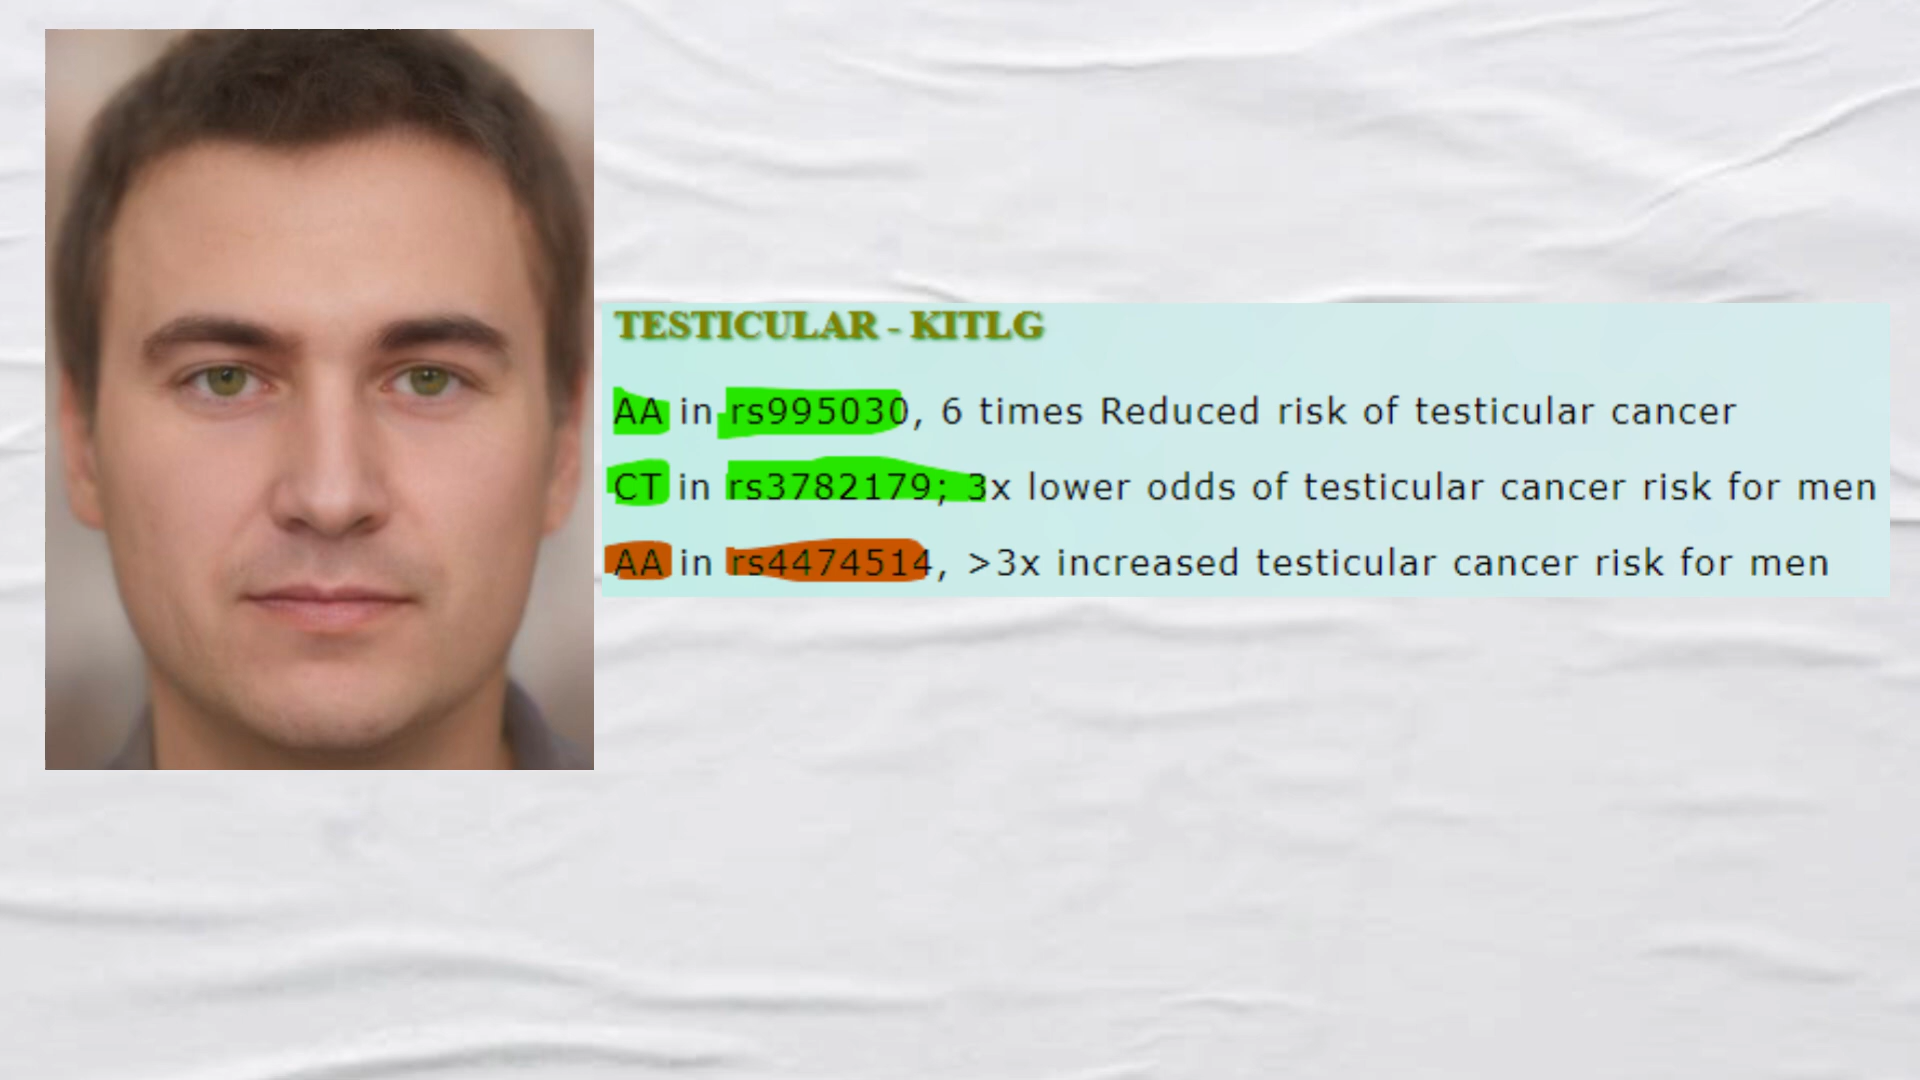 TESTICULAR - KITLG
AA in rs995030, 6 times Reduced risk of testicular cancer
CT in rs3782179; 3x lower odds of testicular cancer risk for men
AA in rs4474514, >3x increased testicular cancer risk for men